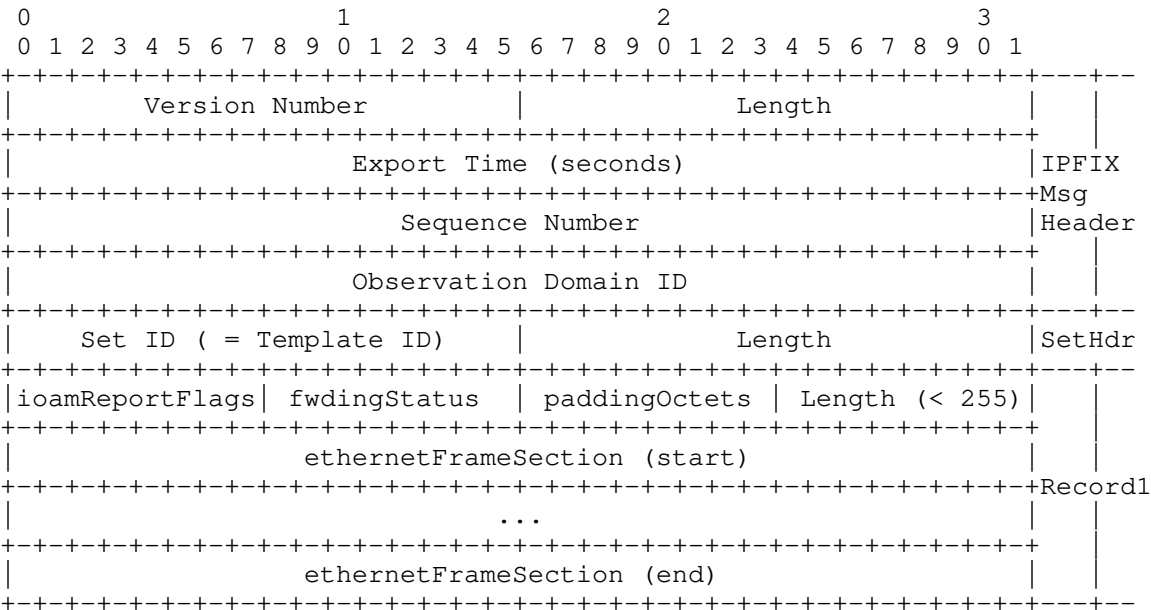 0                   1                   2                   3
 0 1 2 3 4 5 6 7 8 9 0 1 2 3 4 5 6 7 8 9 0 1 2 3 4 5 6 7 8 9 0 1
+-+-+-+-+-+-+-+-+-+-+-+-+-+-+-+-+-+-+-+-+-+-+-+-+-+-+-+-+-+-+-+-+---+--
|        Version Number         |             Length            |   |
+-+-+-+-+-+-+-+-+-+-+-+-+-+-+-+-+-+-+-+-+-+-+-+-+-+-+-+-+-+-+-+-+   |
|                     Export Time (seconds)                     |IPFIX
+-+-+-+-+-+-+-+-+-+-+-+-+-+-+-+-+-+-+-+-+-+-+-+-+-+-+-+-+-+-+-+-+Msg
|                        Sequence Number                        |Header
+-+-+-+-+-+-+-+-+-+-+-+-+-+-+-+-+-+-+-+-+-+-+-+-+-+-+-+-+-+-+-+-+   |
|                     Observation Domain ID                     |   |
+-+-+-+-+-+-+-+-+-+-+-+-+-+-+-+-+-+-+-+-+-+-+-+-+-+-+-+-+-+-+-+-+---+--
|    Set ID ( = Template ID)    |             Length            |SetHdr
+-+-+-+-+-+-+-+-+-+-+-+-+-+-+-+-+-+-+-+-+-+-+-+-+-+-+-+-+-+-+-+-+---+--
|ioamReportFlags| fwdingStatus  | paddingOctets | Length (< 255)|   |
+-+-+-+-+-+-+-+-+-+-+-+-+-+-+-+-+-+-+-+-+-+-+-+-+-+-+-+-+-+-+-+-+   |
|                  ethernetFrameSection (start)                 |   |
+-+-+-+-+-+-+-+-+-+-+-+-+-+-+-+-+-+-+-+-+-+-+-+-+-+-+-+-+-+-+-+-+Record1
|                              ...                              |   |
+-+-+-+-+-+-+-+-+-+-+-+-+-+-+-+-+-+-+-+-+-+-+-+-+-+-+-+-+-+-+-+-+   |
|                  ethernetFrameSection (end)                   |   |
+-+-+-+-+-+-+-+-+-+-+-+-+-+-+-+-+-+-+-+-+-+-+-+-+-+-+-+-+-+-+-+-+---+--